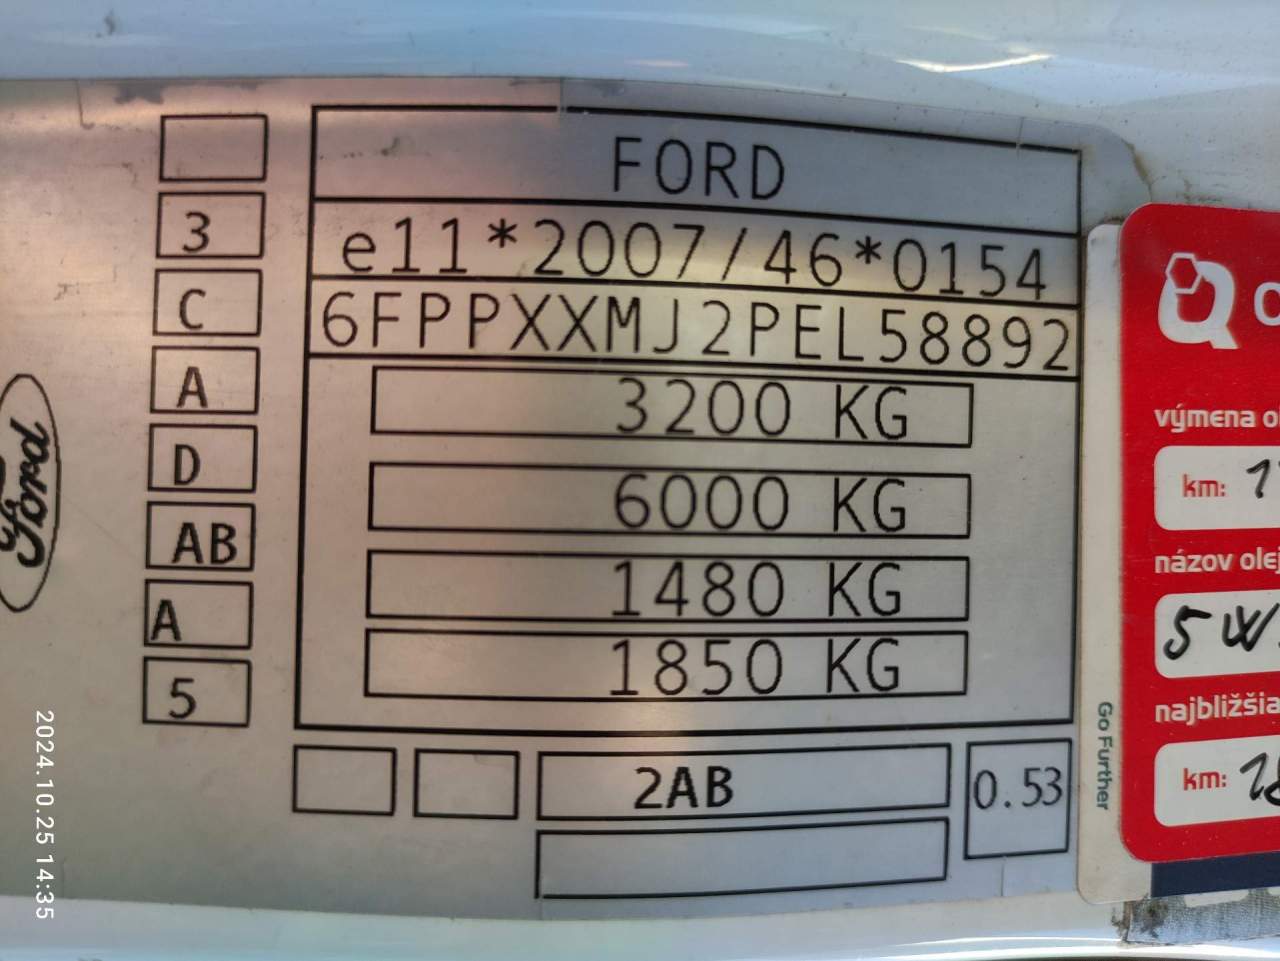 FORD
e11*2007/46*0154
6FPPXXMJ2PEL58892
3200 KG
6000 KG
1480 KG
1850 KG
3
C
A
D
AB
A
5
2AB
0.53
Ford
Go Further
výmena
km:
názov
5W
najbližšia
km:
2024.10.25 14:35